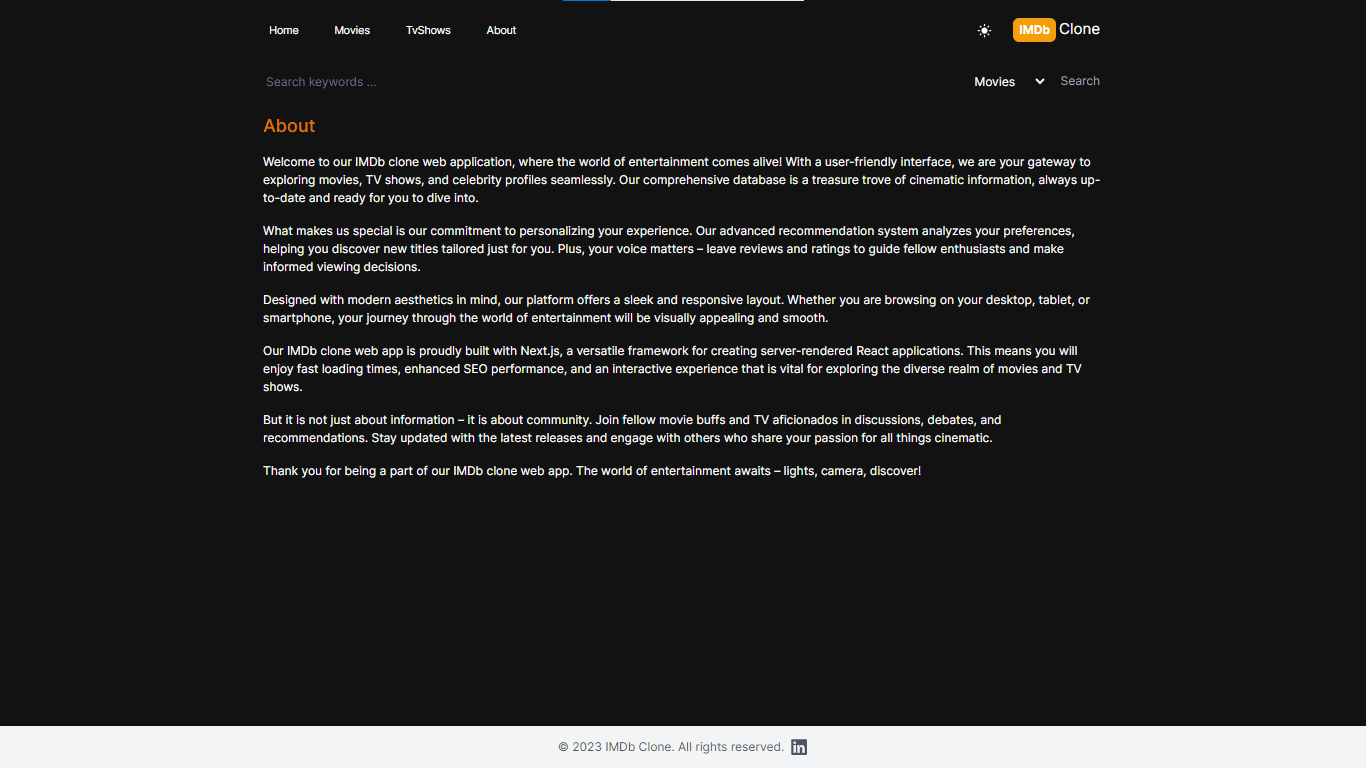 Home Movies TvShows About IMDb Clone
Search keywords ... Movies Search
About
Welcome to our IMDb clone web application, where the world of entertainment comes alive! With a user-friendly interface, we are your gateway to
exploring movies, TV shows, and celebrity profiles seamlessly. Our comprehensive database is a treasure trove of cinematic information, always up-
to-date and ready for you to dive into.
What makes us special is our commitment to personalizing your experience. Our advanced recommendation system analyzes your preferences,
helping you discover new titles tailored just for you. Plus, your voice matters – leave reviews and ratings to guide fellow enthusiasts and make
informed viewing decisions.
Designed with modern aesthetics in mind, our platform offers a sleek and responsive layout. Whether you are browsing on your desktop, tablet, or
smartphone, your journey through the world of entertainment will be visually appealing and smooth.
Our IMDb clone web app is proudly built with Next.js, a versatile framework for creating server-rendered React applications. This means you will
enjoy fast loading times, enhanced SEO performance, and an interactive experience that is vital for exploring the diverse realm of movies and TV
shows.
But it is not just about information – it is about community. Join fellow movie buffs and TV aficionados in discussions, debates, and
recommendations. Stay updated with the latest releases and engage with others who share your passion for all things cinematic.
Thank you for being a part of our IMDb clone web app. The world of entertainment awaits – lights, camera, discover!
© 2023 IMDb Clone. All rights reserved. in